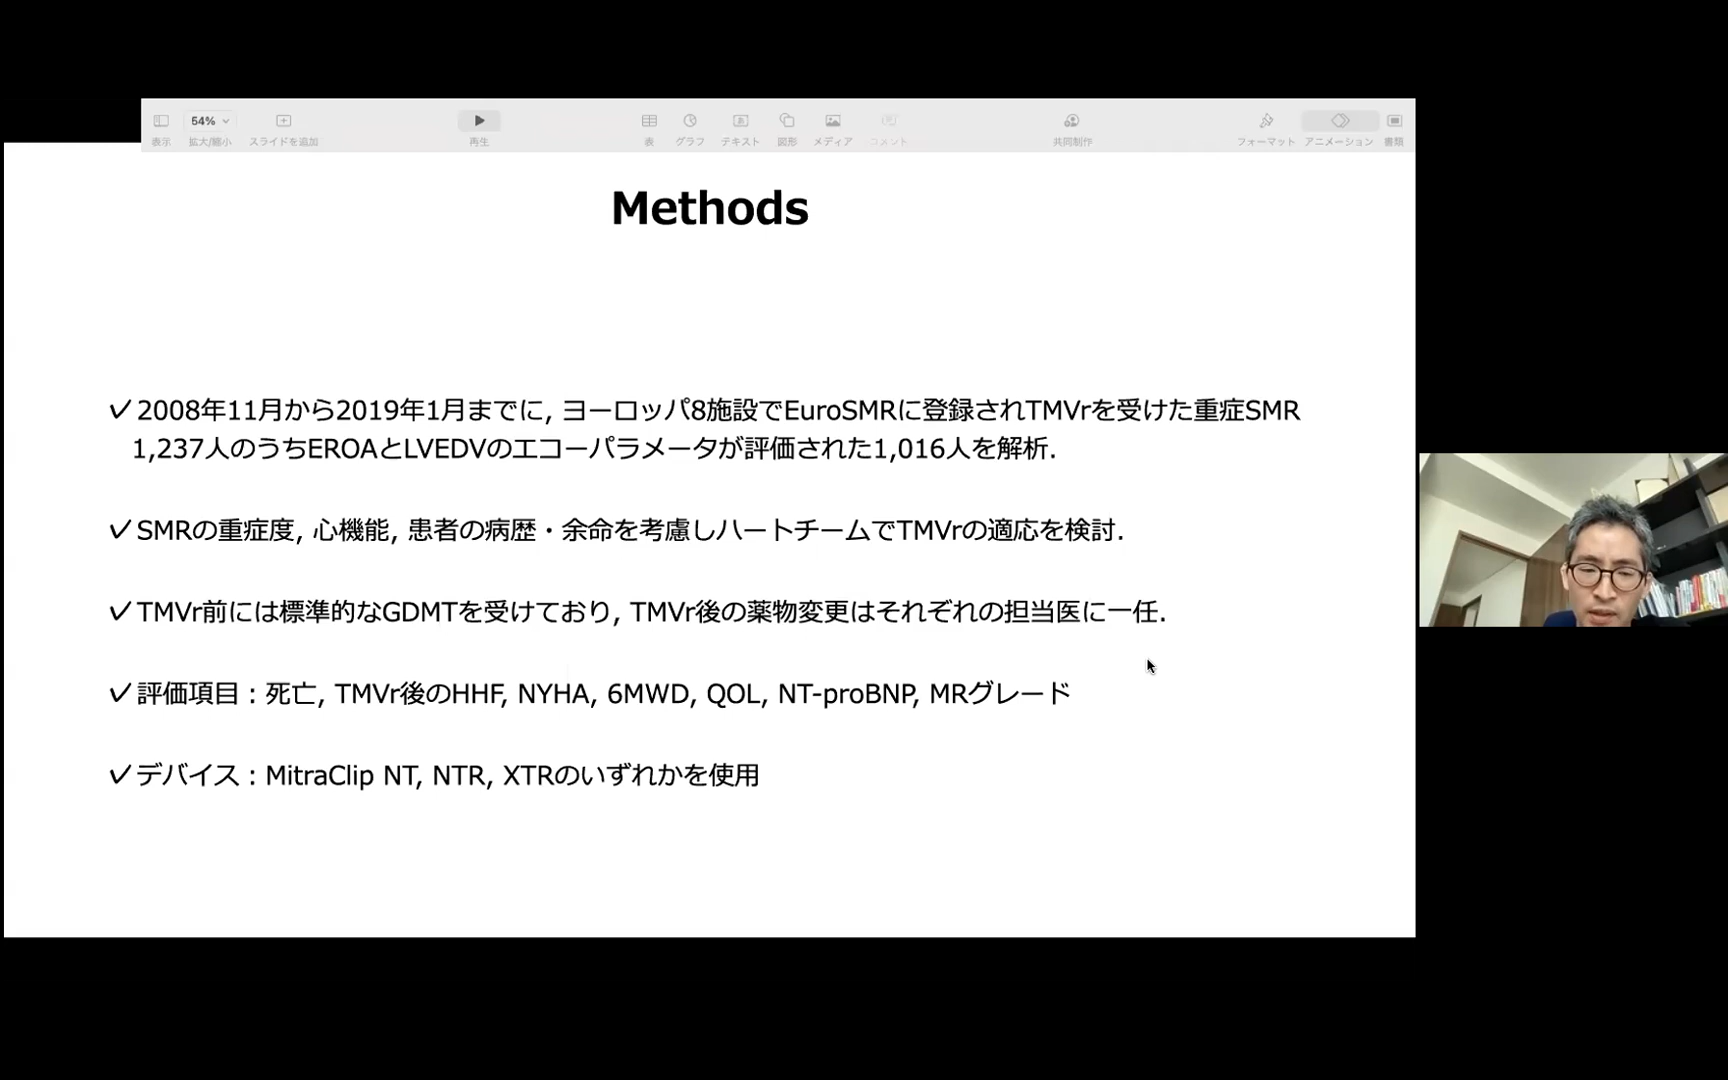 54%
表示
拡大/縮小
スライドを追加
再生
表
グラフ
テキスト
図形
メディア
コメント
共同制作
フォーマット
アニメーション
書類
Methods
✓2008年11月から2019年1月までに, ヨーロッパ8施設でEuroSMRに登録されTMVrを受けた重症SMR
1,237人のうちEROAとLVEDVのエコーパラメータが評価された1,016人を解析.
✓SMRの重症度, 心機能, 患者の病歴・余命を考慮しハートチームでTMVrの適応を検討.
✓TMVr前には標準的なGDMTを受けており, TMVr後の薬物変更はそれぞれの担当医に一任.
✓評価項目 : 死亡, TMVr後のHHF, NYHA, 6MWD, QOL, NT-proBNP, MRグレード
✓デバイス : MitraClip NT, NTR, XTRのいずれかを使用